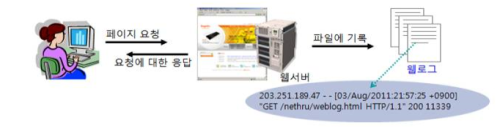 페이지 요청
요청에 대한 응답
웹서버
파일에 기록
웹로그
203.251.189.47 - - [03/Aug/2011:21:57:25 +0900]
"GET /nethru/weblog.html HTTP/1.1" 200 11339